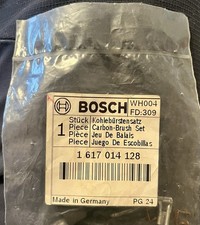 BOSCH
WH004
FD:309
1
Stück Kohlebürstensatz
Piece Carbon-Brush Set
Pièce Jeu De Balais
Pieza Juego De Escobillas
1 617 014 128
Made in Germany
PG 24